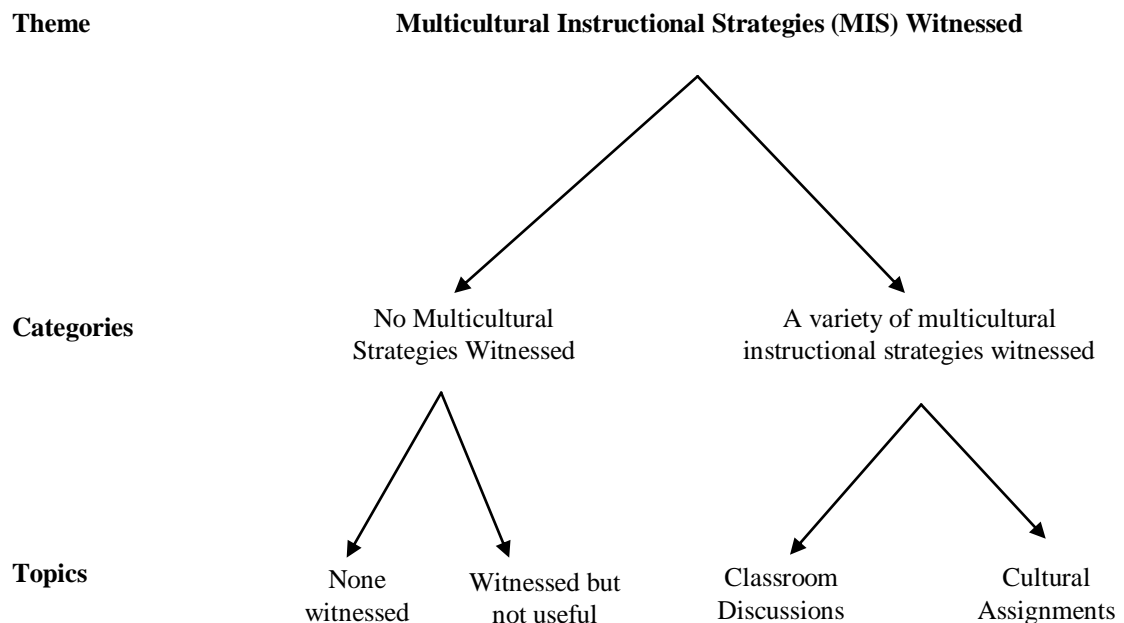 Theme
Multicultural Instructional Strategies (MIS) Witnessed
Categories
No Multicultural
Strategies Witnessed
A variety of multicultural
instructional strategies witnessed
Topics
None
witnessed
Witnessed but
not useful
Classroom
Discussions
Cultural
Assignments